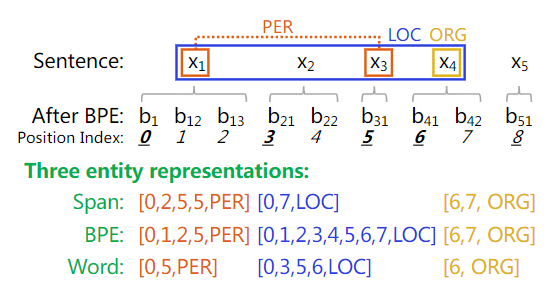 PER LOC ORG
Sentence: x1 x2 x3 x4 x5
After BPE: b1 b12 b13 b21 b22 b31 b41 b42 b51
Position Index: 0 1 2 3 4 5 6 7 8
Three entity representations:
Span: [0,2,5,5,PER] [0,7,LOC] [6,7, ORG]
BPE: [0,1,2,5,PER] [0,1,2,3,4,5,6,7,LOC] [6,7, ORG]
Word: [0,5,PER] [0,3,5,6,LOC] [6, ORG]